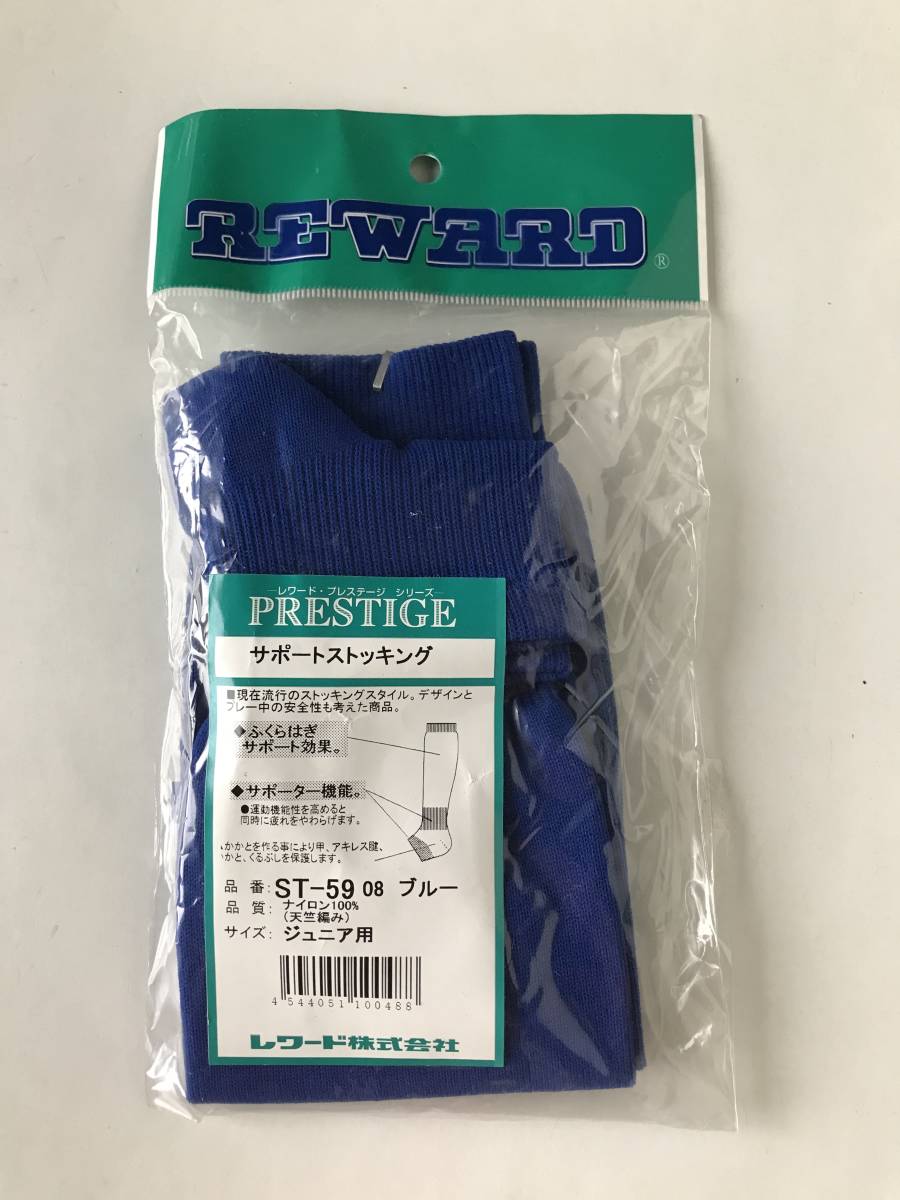 REWARD
®
レワード・プレステージ シリーズ
PRESTIGE
サポートストッキング
■現在流行のストッキングスタイル。デザインと
プレー中の安全性も考えた商品。
◆ふくらはぎ
サポート効果。
◆サポーター機能。
●運動機能性を高めると
同時に疲れをやわらげます。
かかとを作る事により甲、アキレス腱、
かと、くるぶしを保護します。
品 番: ST-59 08 ブルー
品 質: ナイロン100%
(天竺編み)
サイズ: ジュニア用
4 544051 100488
レワード株式会社